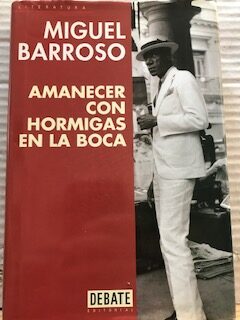 LITERATURA
MIGUEL
BARROSO
AMANECER
CON
HORMIGAS
EN LA BOCA
DEBATE
EDITORIAL